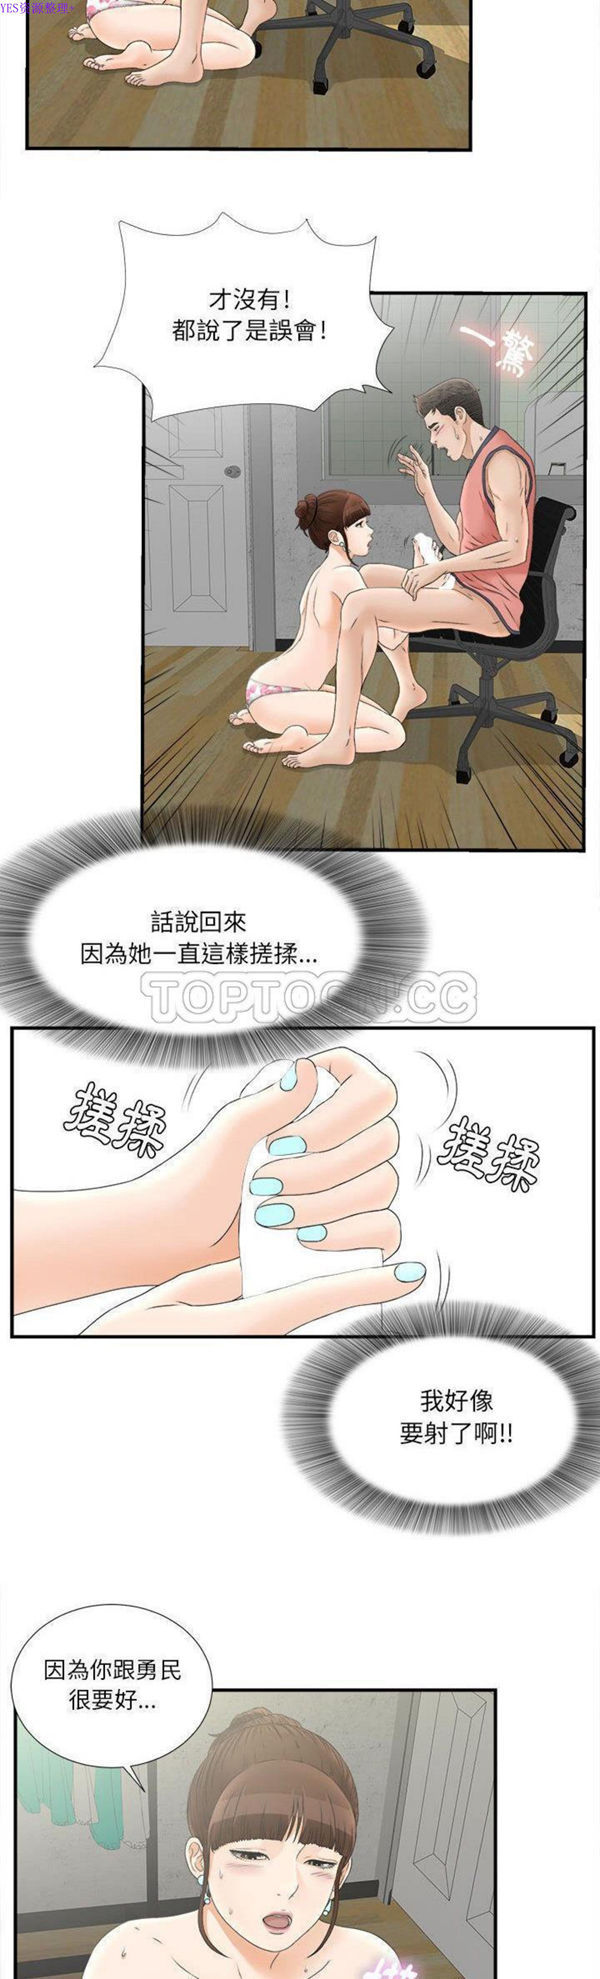 YES资源整理
才沒有!
都說了是誤會!
一驚
話說回來
因為她一直這樣搓揉...
TOPTOON.CC
搓揉
搓揉
我好像
要射了啊!!
因為你跟勇民
很要好...